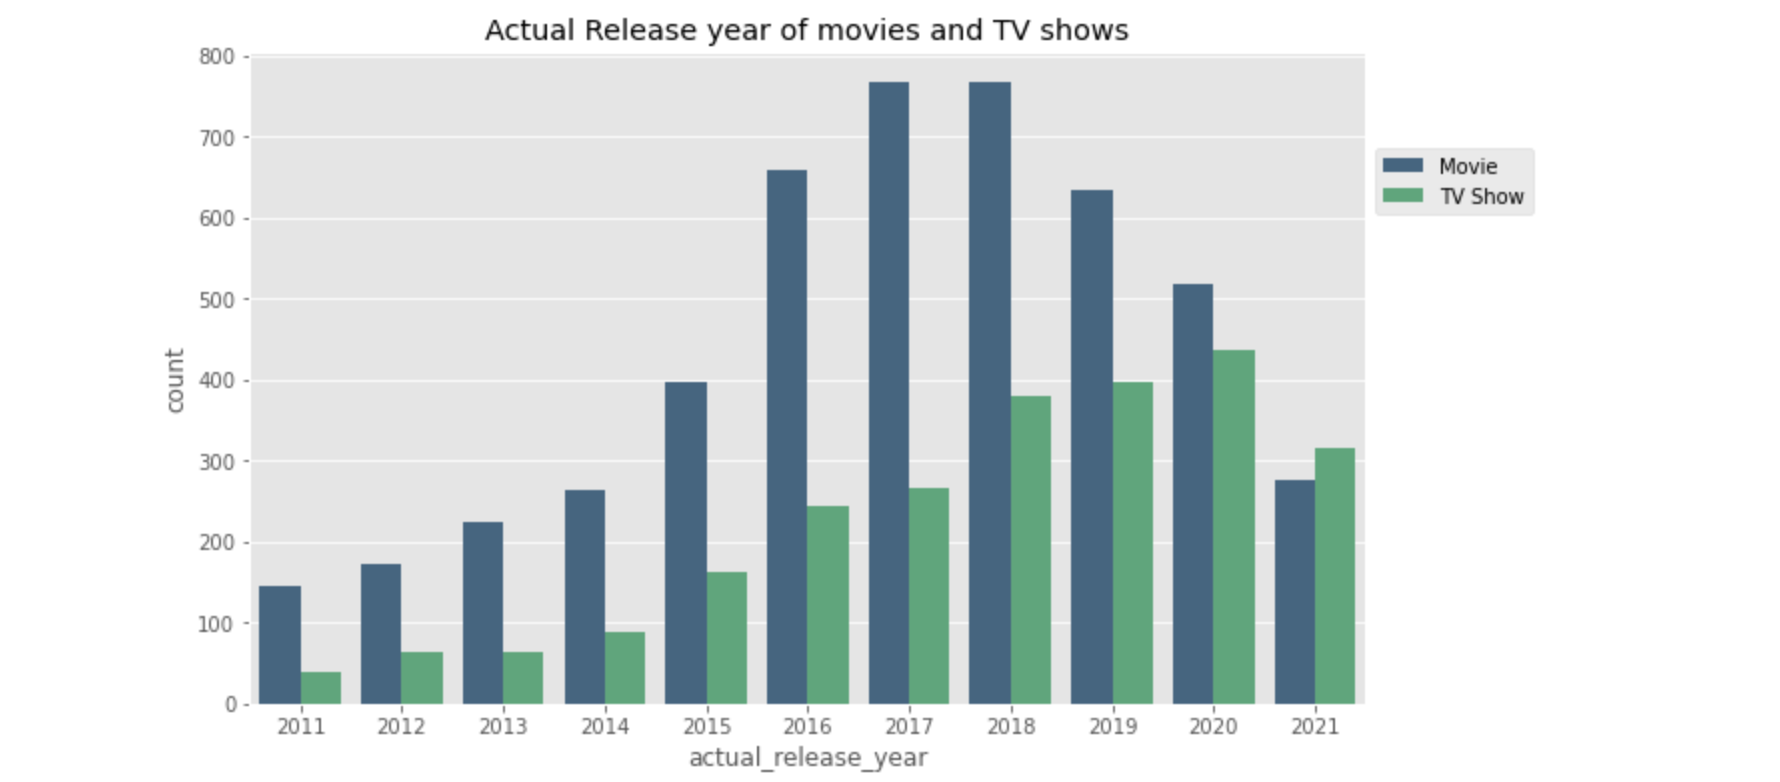 Actual Release year of movies and TV shows
800
700
600
500
400
300
200
100
0
count
Movie
TV Show
2011 2012 2013 2014 2015 2016 2017 2018 2019 2020 2021
actual_release_year